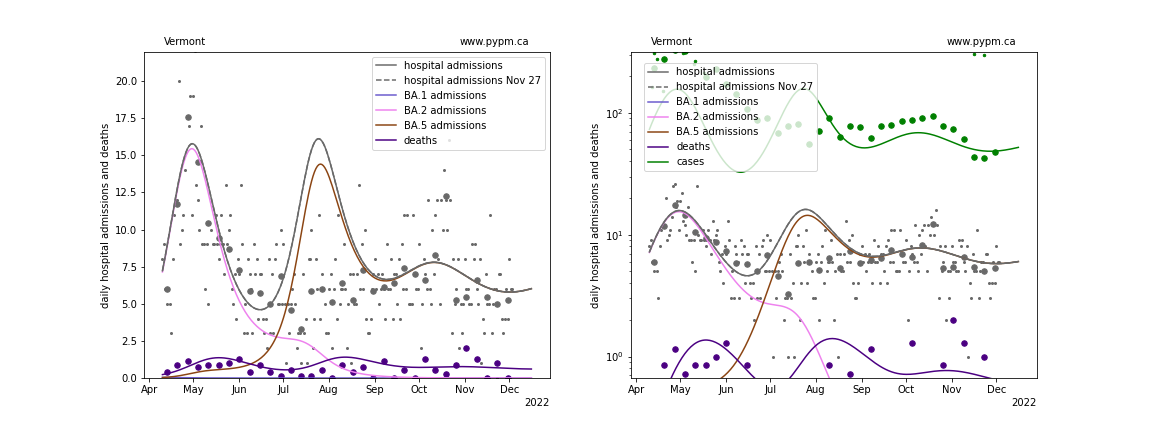 Vermont www.pypm.ca
daily hospital admissions and deaths
20.0
17.5
15.0
12.5
10.0
7.5
5.0
2.5
0.0
hospital admissions
hospital admissions Nov 27
BA.1 admissions
BA.2 admissions
BA.5 admissions
deaths
Apr May Jun Jul Aug Sep Oct Nov Dec
2022
Vermont www.pypm.ca
daily hospital admissions and deaths
10²
10¹
10⁰
hospital admissions
hospital admissions Nov 27
BA.1 admissions
BA.2 admissions
BA.5 admissions
deaths
cases
Apr May Jun Jul Aug Sep Oct Nov Dec
2022